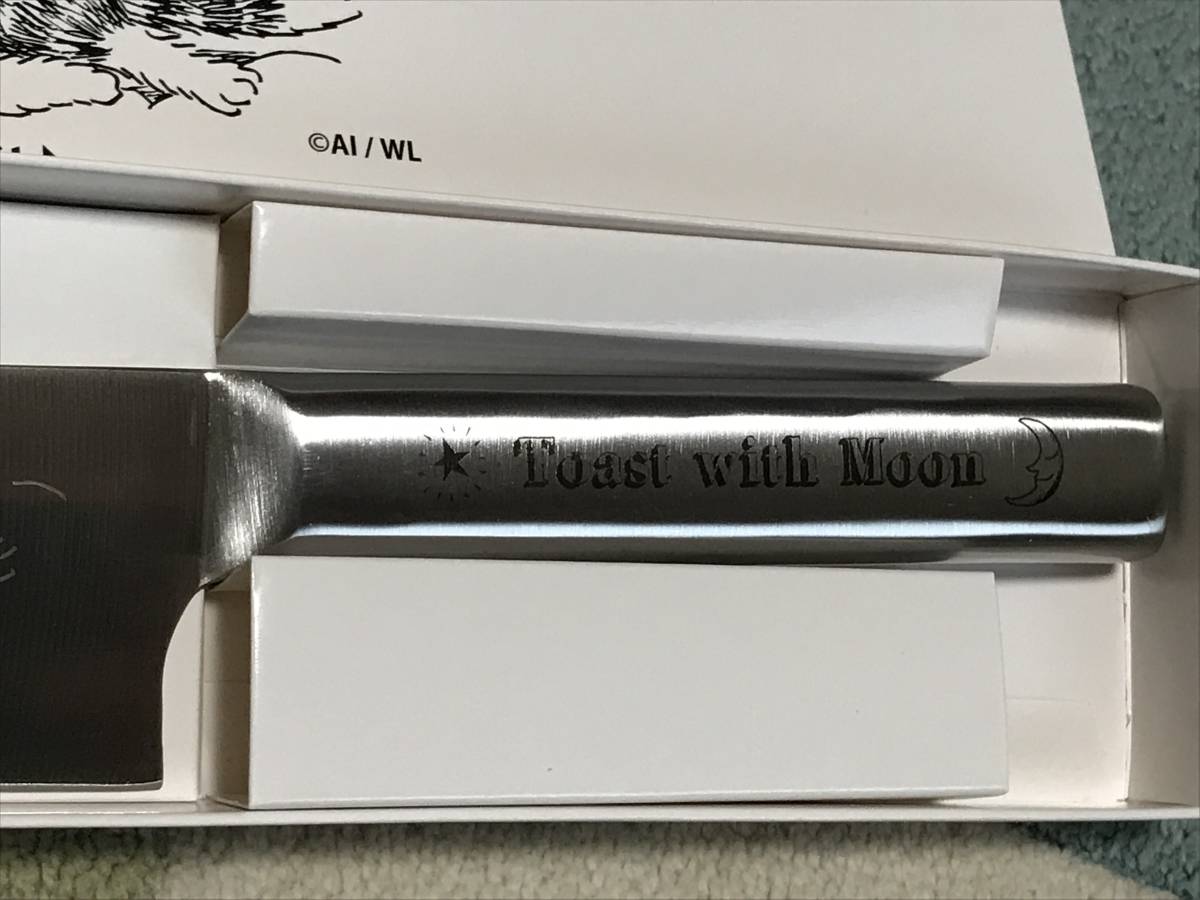 ©AI / WL
Toast with Moon